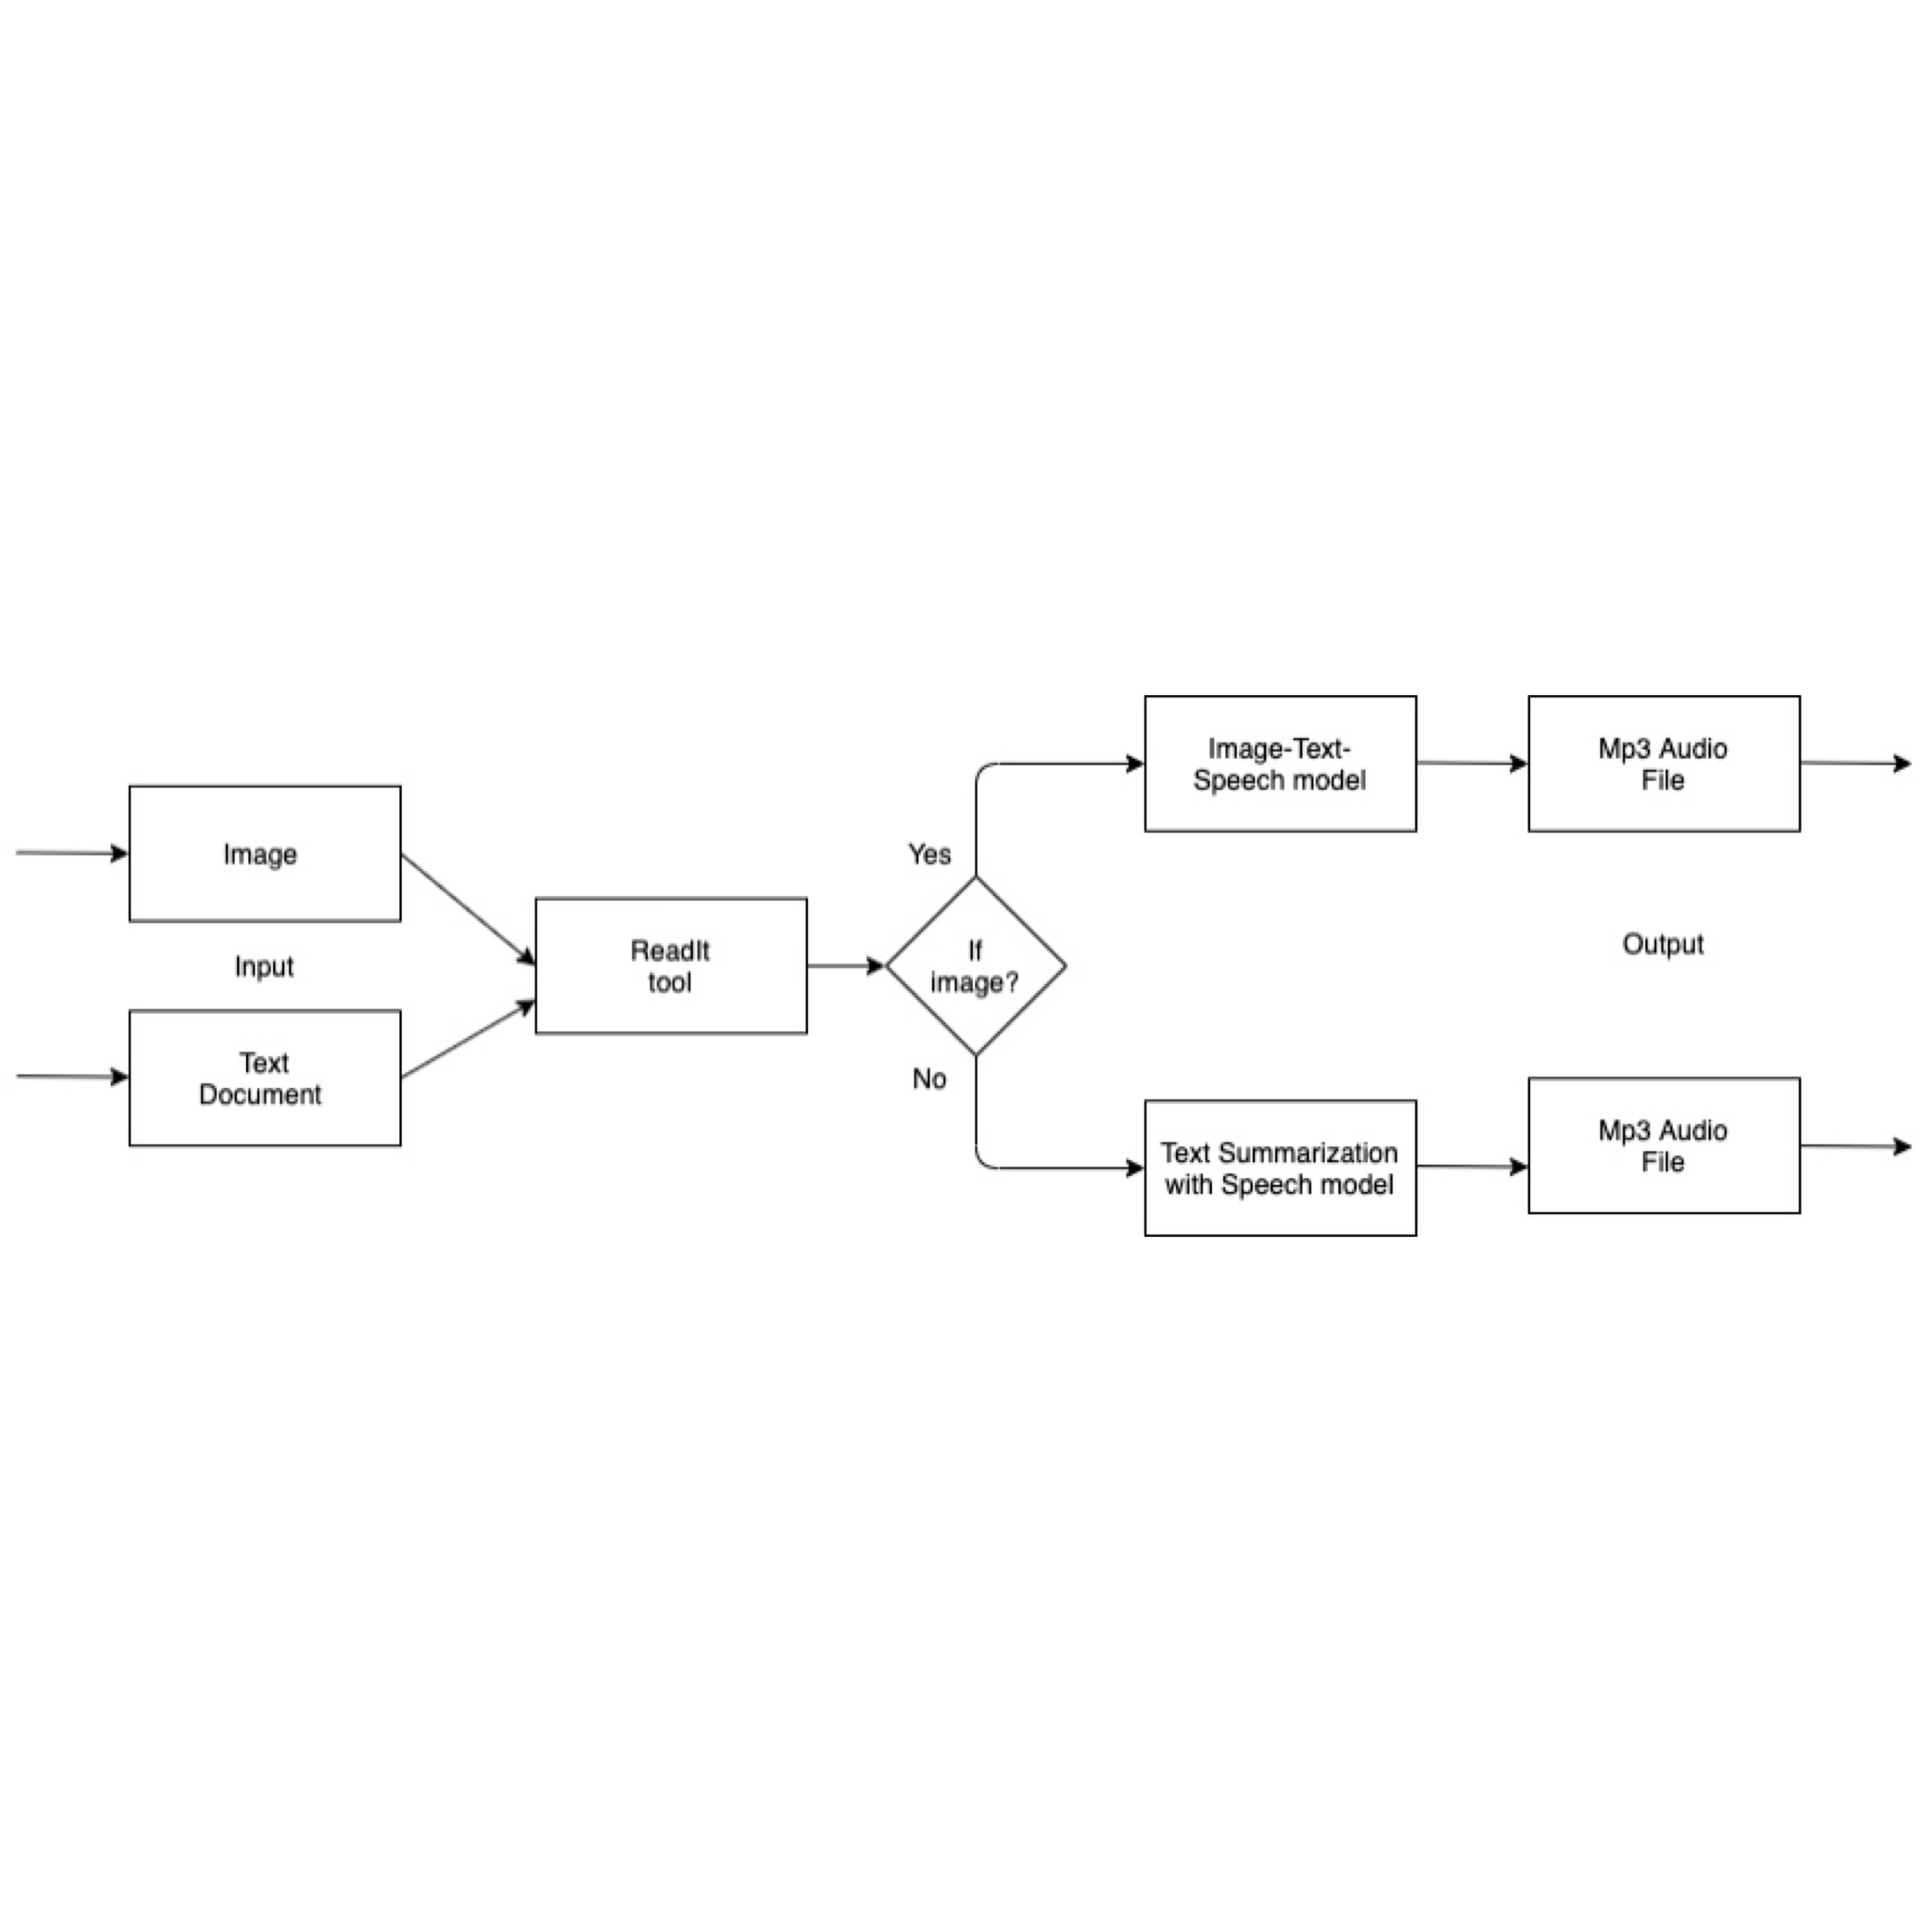 Image
Input
Text
Document
ReadIt
tool
Yes
If
image?
No
Image-Text-
Speech model
Mp3 Audio
File
Output
Text Summarization
with Speech model
Mp3 Audio
File